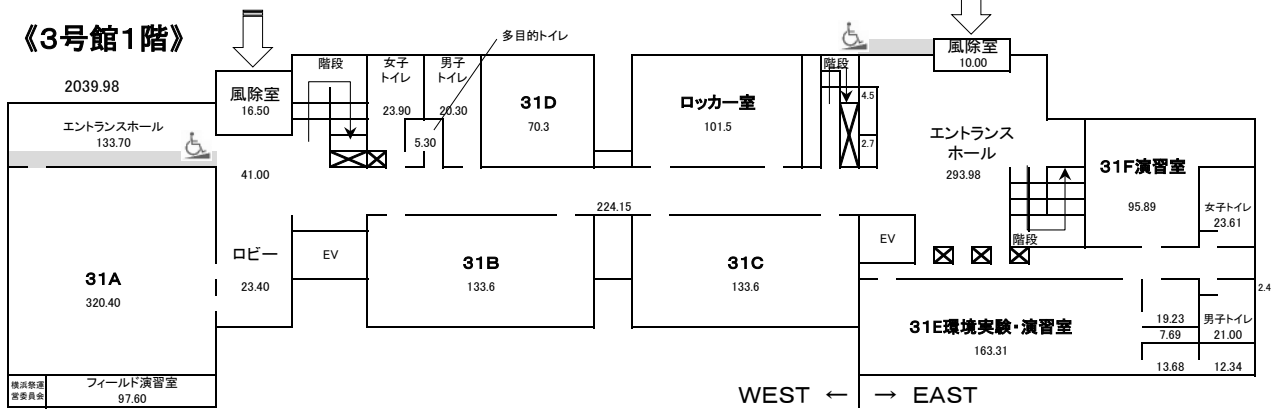 《３号館１階》
2039.98
エントランスホール
133.70
風除室
16.50
階段
女子
トイレ
23.90
男子
トイレ
20.30
多目的トイレ
5.30
31D
70.3
ロッカー室
101.5
階段
4.5
2.7
風除室
10.00
エントランス
ホール
293.98
31F演習室
95.89
女子トイレ
23.61
41.00
224.15
31A
320.40
ロビー
23.40
EV
31B
133.6
31C
133.6
EV
階段
2.4
31E環境実験・演習室
163.31
19.23
7.69
男子トイレ
21.00
13.68
12.34
横浜祭運
営委員会
フィールド演習室
97.60
WEST ← → EAST